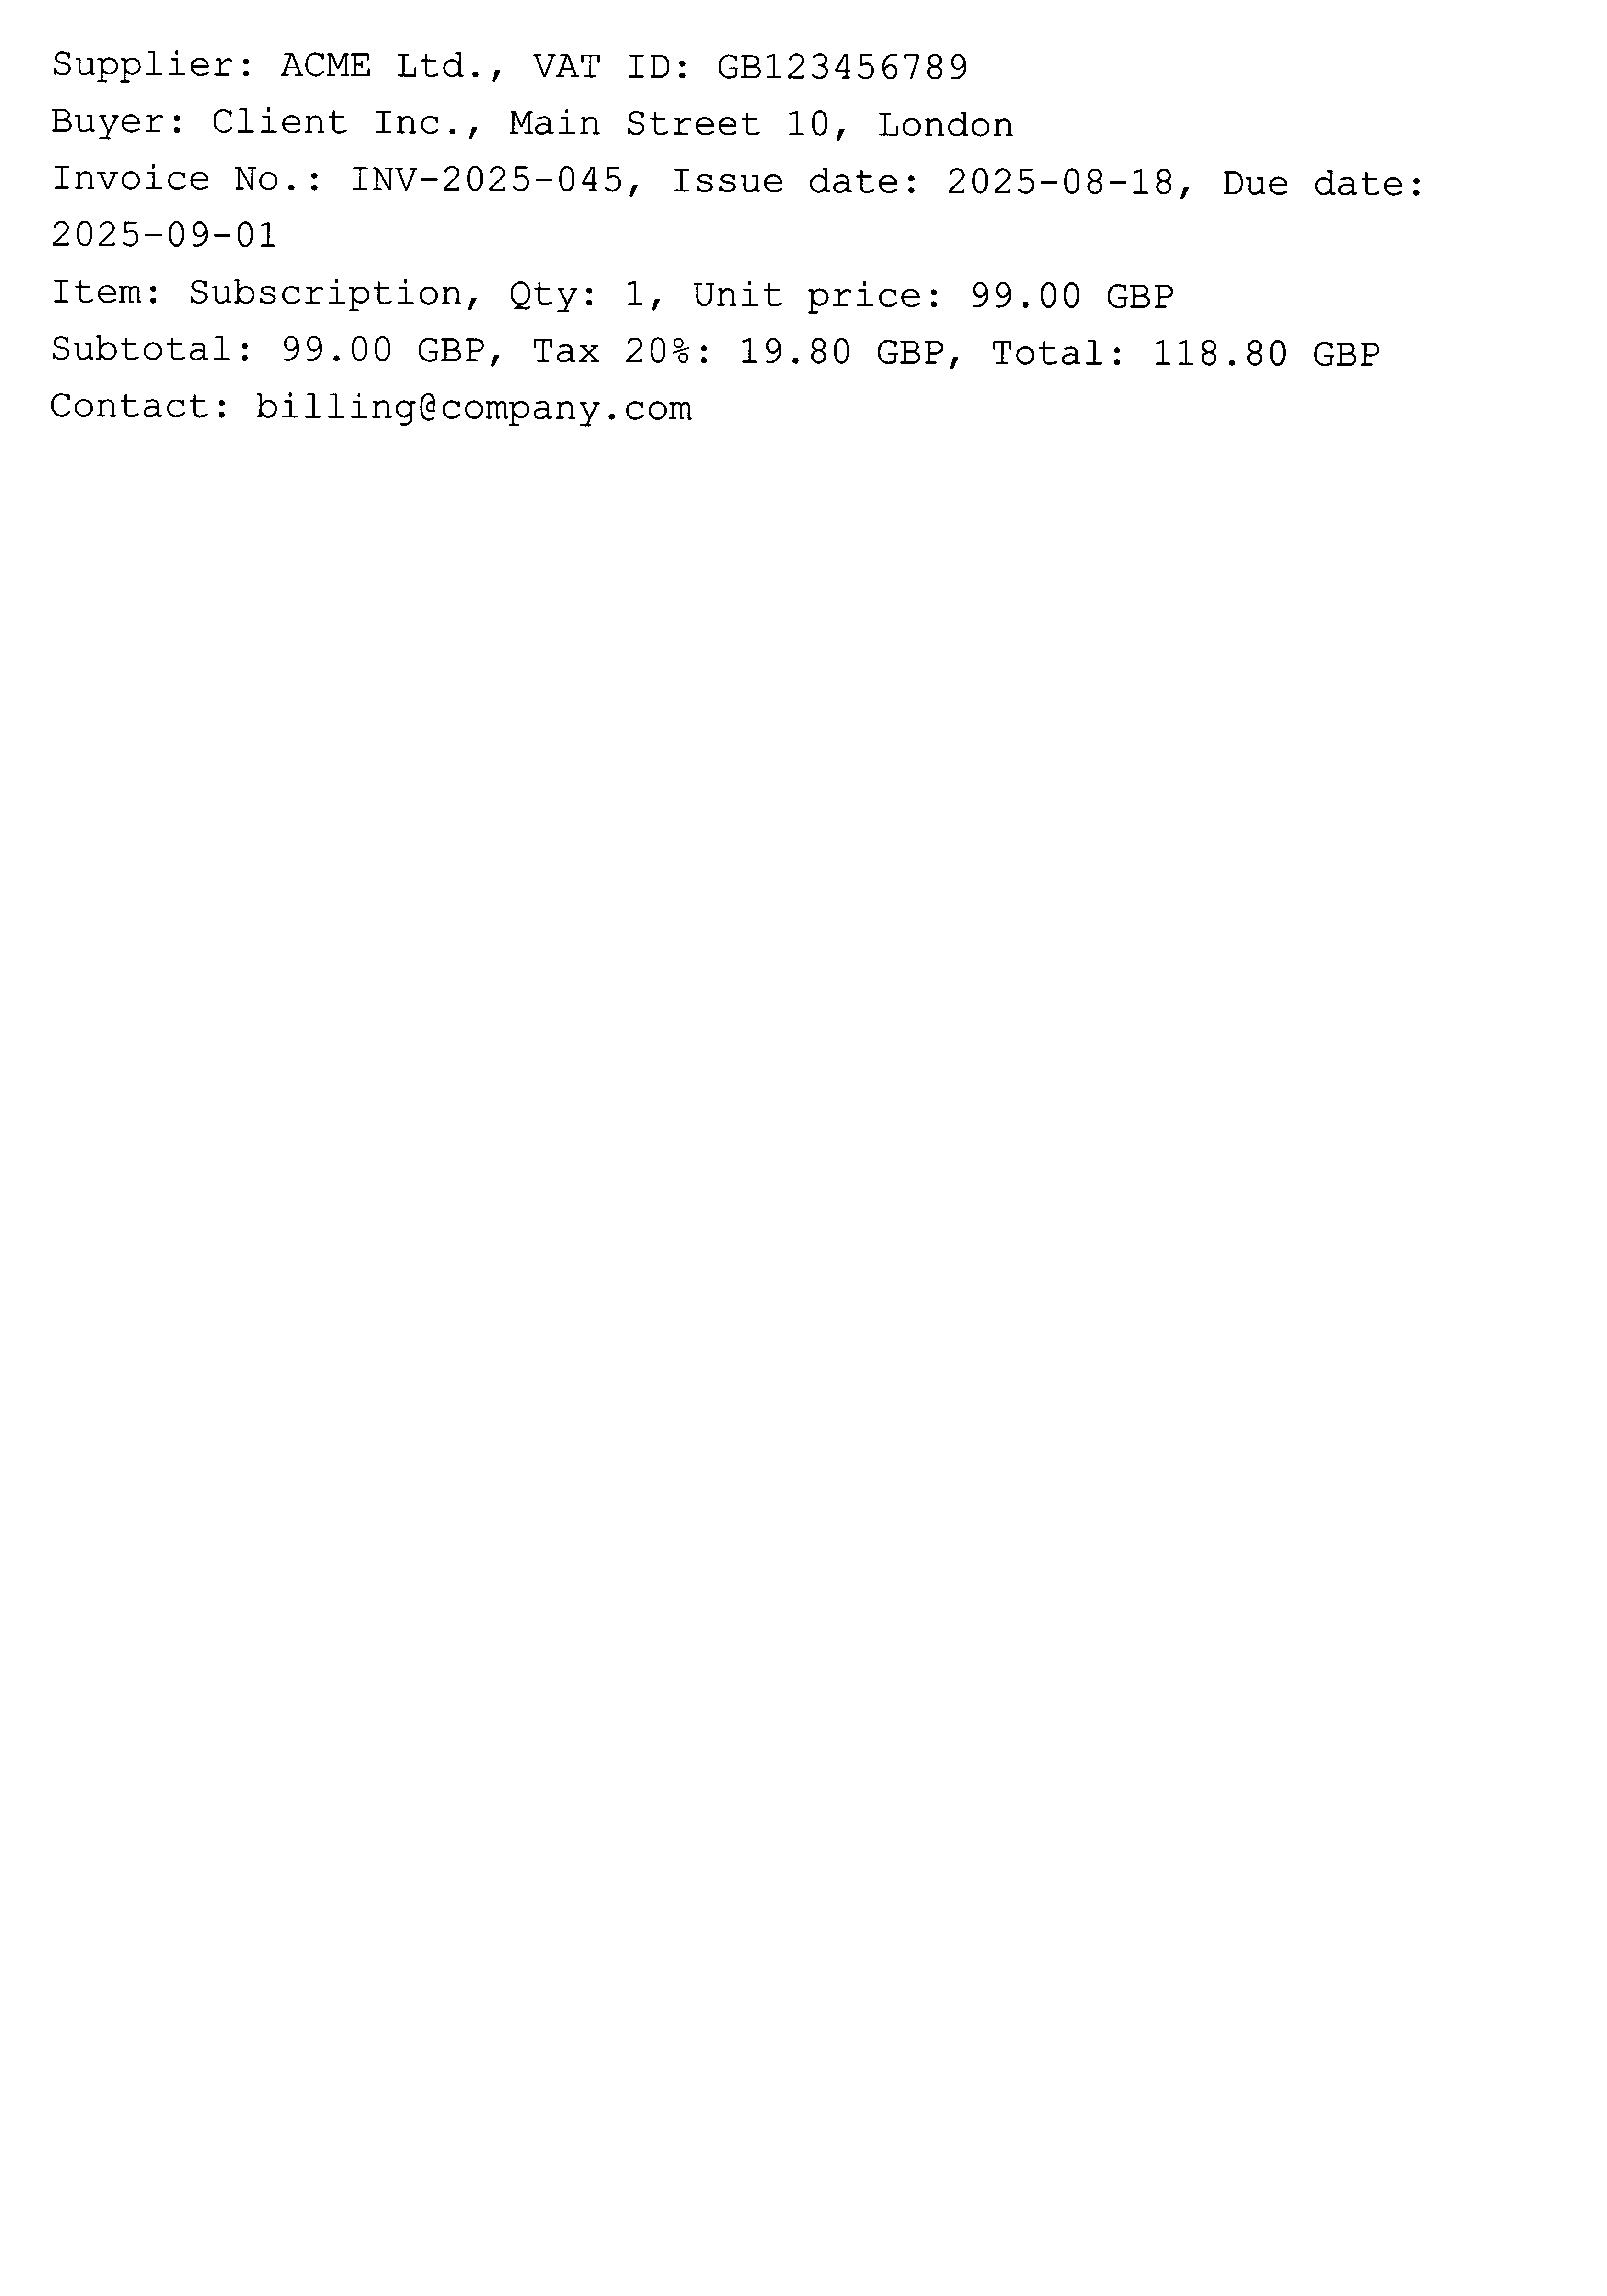 Supplier: ACME Ltd., VAT ID: GB123456789
Buyer: Client Inc., Main Street 10, London
Invoice No.: INV-2025-045, Issue date: 2025-08-18, Due date:
2025-09-01
Item: Subscription, Qty: 1, Unit price: 99.00 GBP
Subtotal: 99.00 GBP, Tax 20%: 19.80 GBP, Total: 118.80 GBP
Contact: billing@company.com